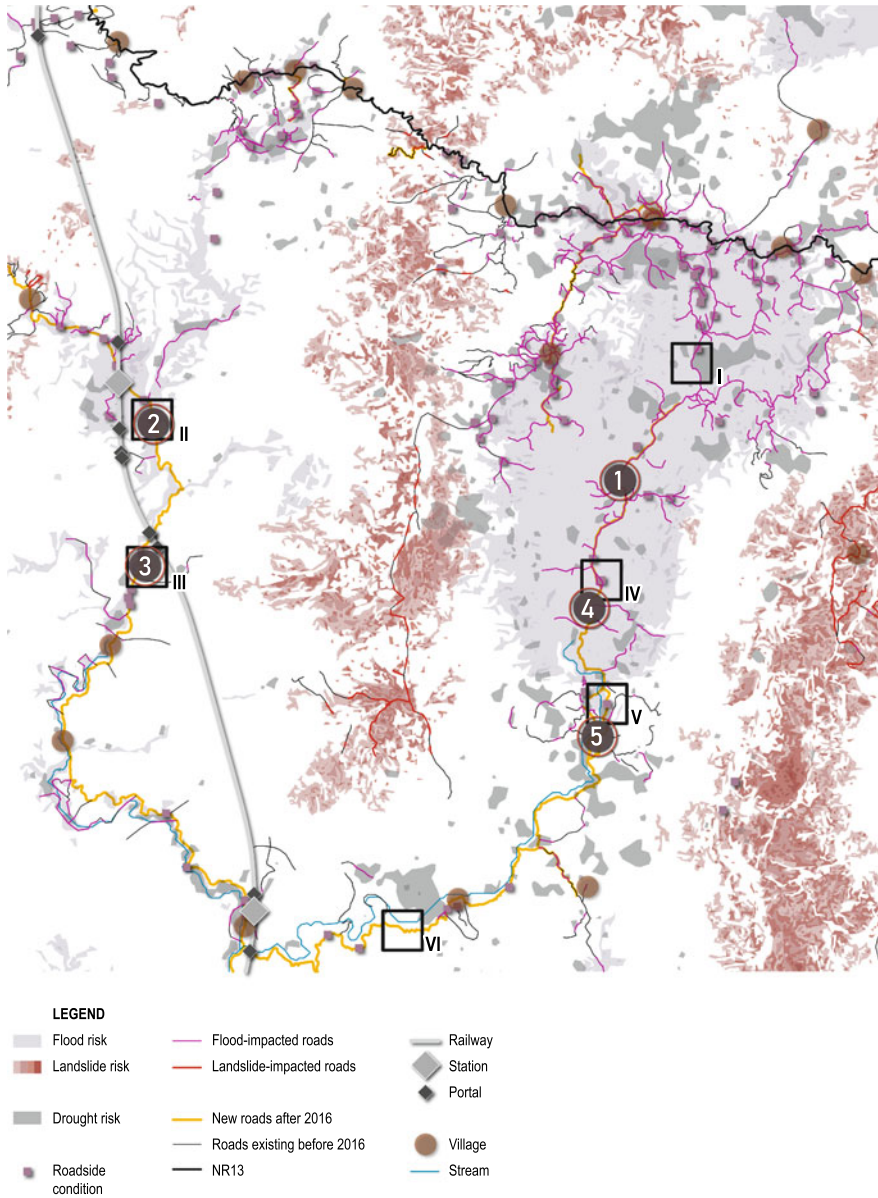 I
2
II
1
3
III
IV
4
V
5
VI
LEGEND
Flood risk
Flood-impacted roads
Railway
Landslide risk
Landslide-impacted roads
Station
Portal
Drought risk
New roads after 2016
Roads existing before 2016
Village
Roadside
condition
NR13
Stream